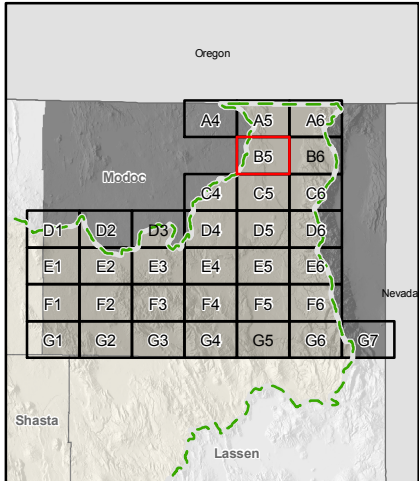 Oregon
A4 A5 A6
B5 B6
Modoc
C4 C5 C6
D1 D2 D3 D4 D5 D6
E1 E2 E3 E4 E5 E6
Nevada
F1 F2 F3 F4 F5 F6
G1 G2 G3 G4 G5 G6 G7
Shasta
Lassen